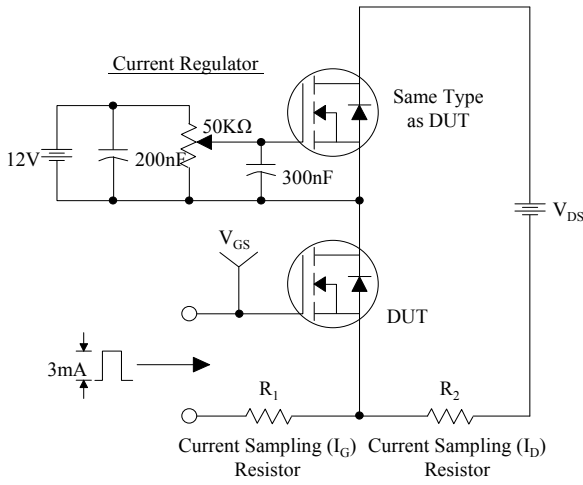 Current Regulator
Same Type
as DUT
50KΩ
12V
200nF
300nF
V_DS
V_GS
DUT
3mA
R_1
R_2
Current Sampling (I_G)
Resistor
Current Sampling (I_D)
Resistor